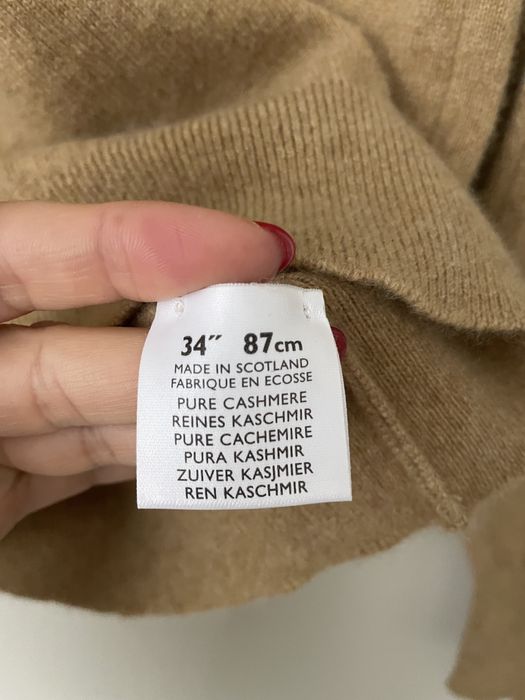 34″ 87cm
MADE IN SCOTLAND
FABRIQUE EN ECOSSE
PURE CASHMERE
REINES KASCHMIR
PURE CACHEMIRE
PURA KASHMIR
ZUIVER KASJMIER
REN KASCHMIR